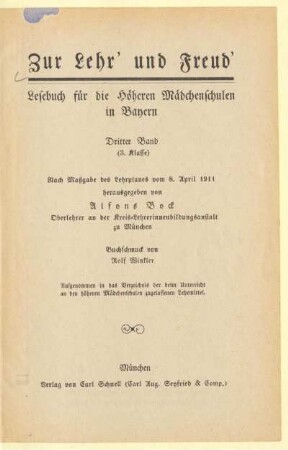 Zur Lehr' und Freud'
Lesebuch für die Höheren Mädchenschulen
in Bayern
Dritter Band
(3. Klasse)
Nach Maßgabe des Lehrplanes vom 8. April 1911
herausgegeben von
Alfons Bock
Oberlehrer an der Kreis-Lehrerinnenbildungsanstalt
zu München
Buchschmuck von
Rolf Winkler
Aufgenommen in das Verzeichnis der beim Unterricht
an den höheren Mädchenschulen zugelassenen Lehrmittel.
München
Verlag von Carl Schnell (Carl Aug. Seyfried & Comp.)